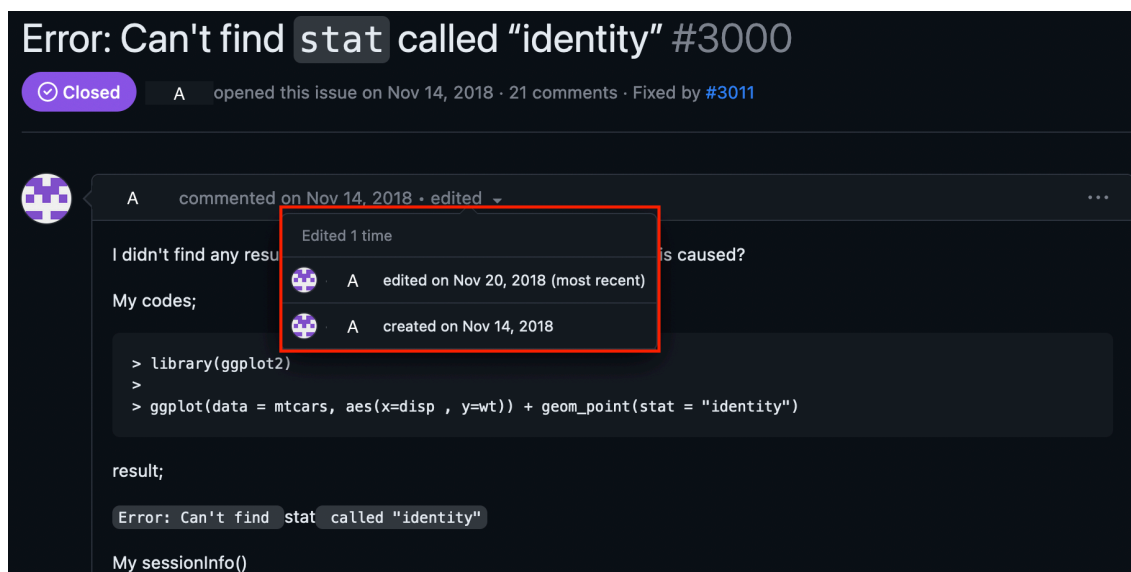 Error: Can't find stat called “identity” #3000
Closed A opened this issue on Nov 14, 2018 · 21 comments · Fixed by #3011
A commented on Nov 14, 2018 • edited
Edited 1 time
I didn't find any resu is caused?
A edited on Nov 20, 2018 (most recent)
My codes;
A created on Nov 14, 2018
> library(ggplot2)
>
> ggplot(data = mtcars, aes(x=disp , y=wt)) + geom_point(stat = "identity")
result;
Error: Can't find stat called "identity"
My sessionInfo()